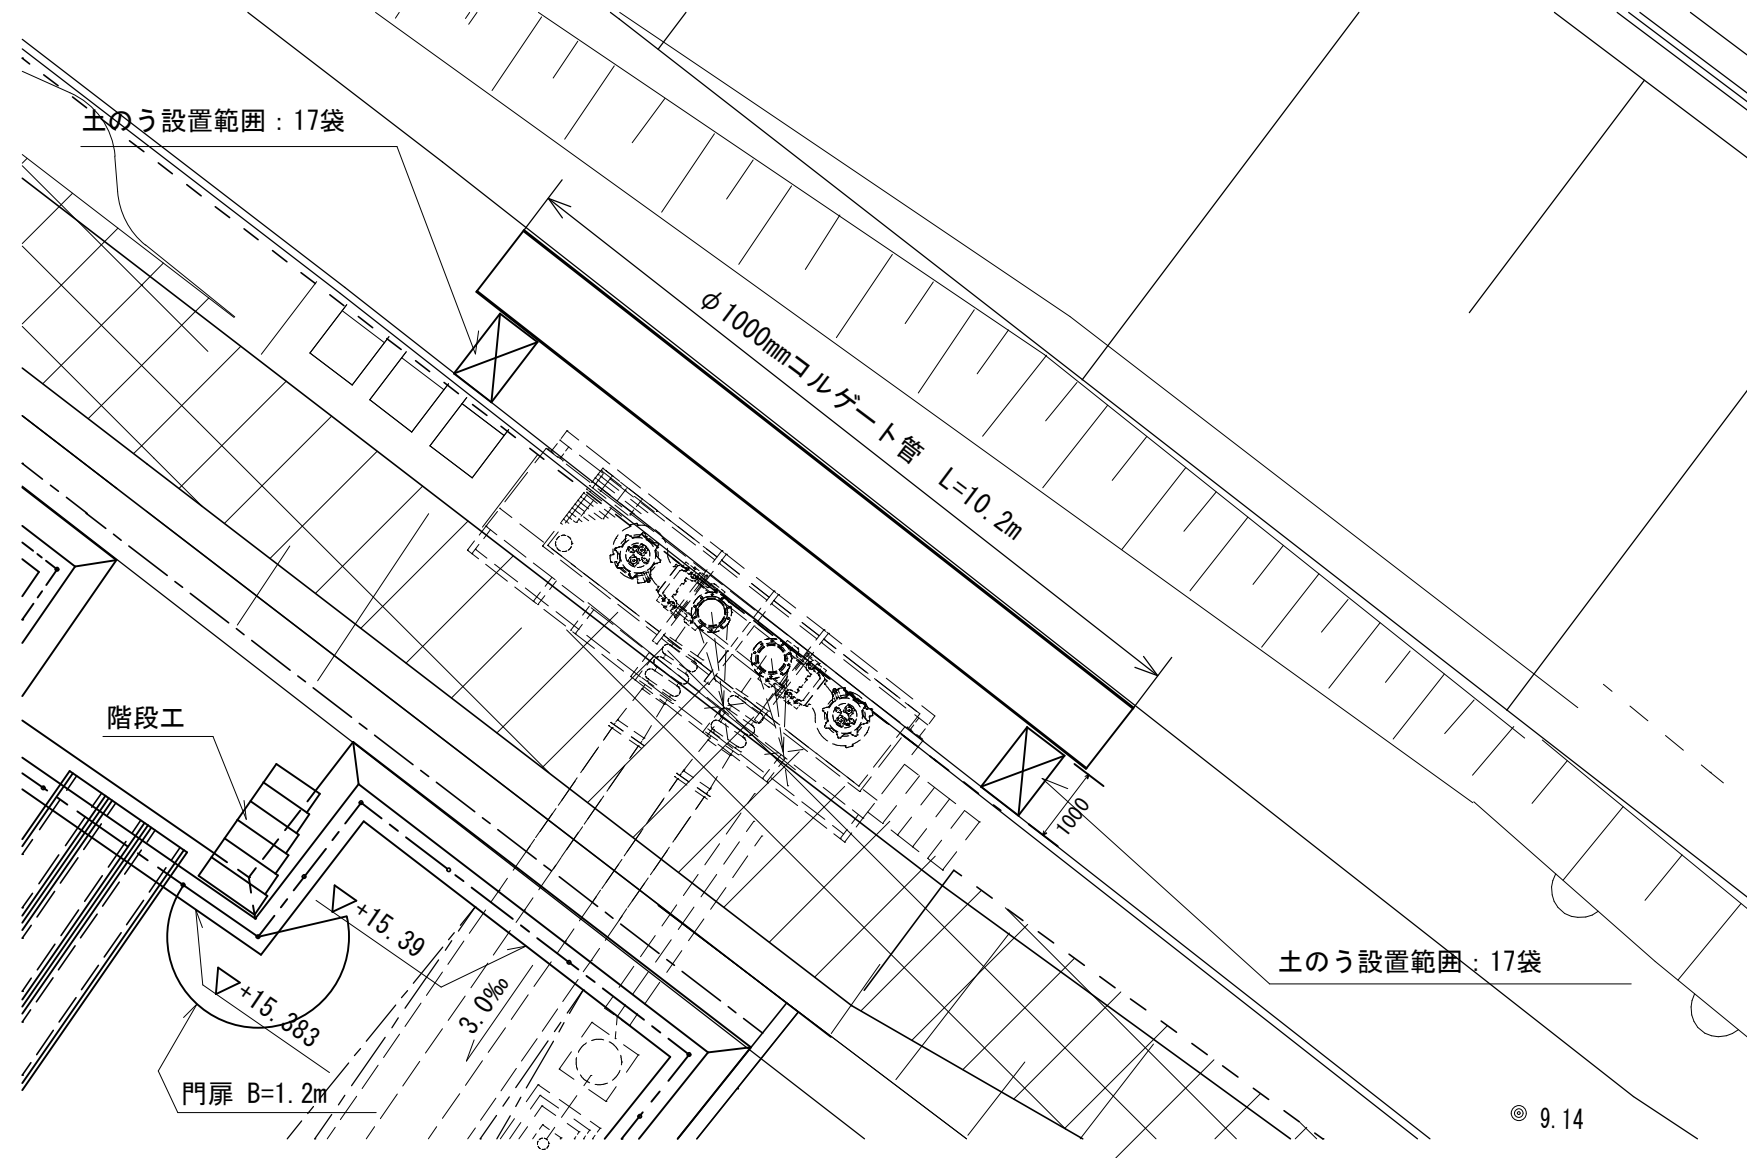 土のう設置範囲：17袋
φ1000mmコルゲート管　L=10.2m
階段工
1000
+15.39
土のう設置範囲：17袋
3.0‰
+15.383
門扉 B=1.2m
9.14